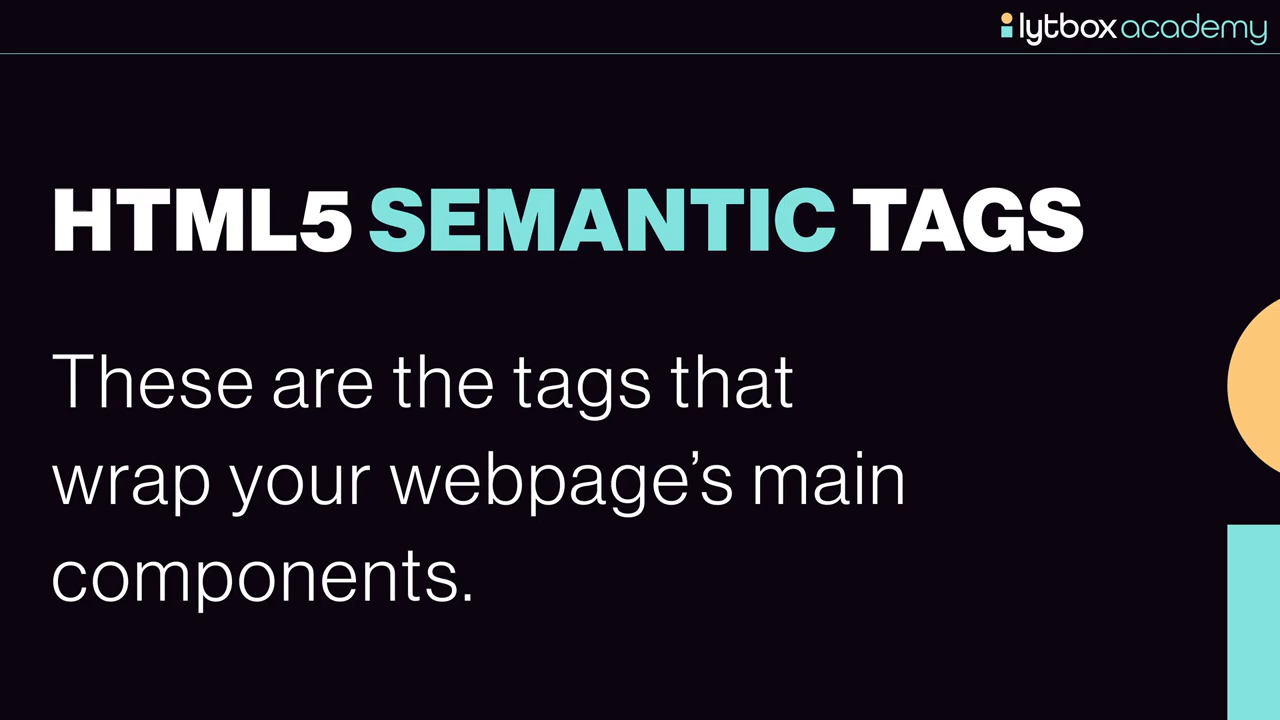 lytbox academy
HTML5 SEMANTIC TAGS
These are the tags that
wrap your webpage’s main
components.